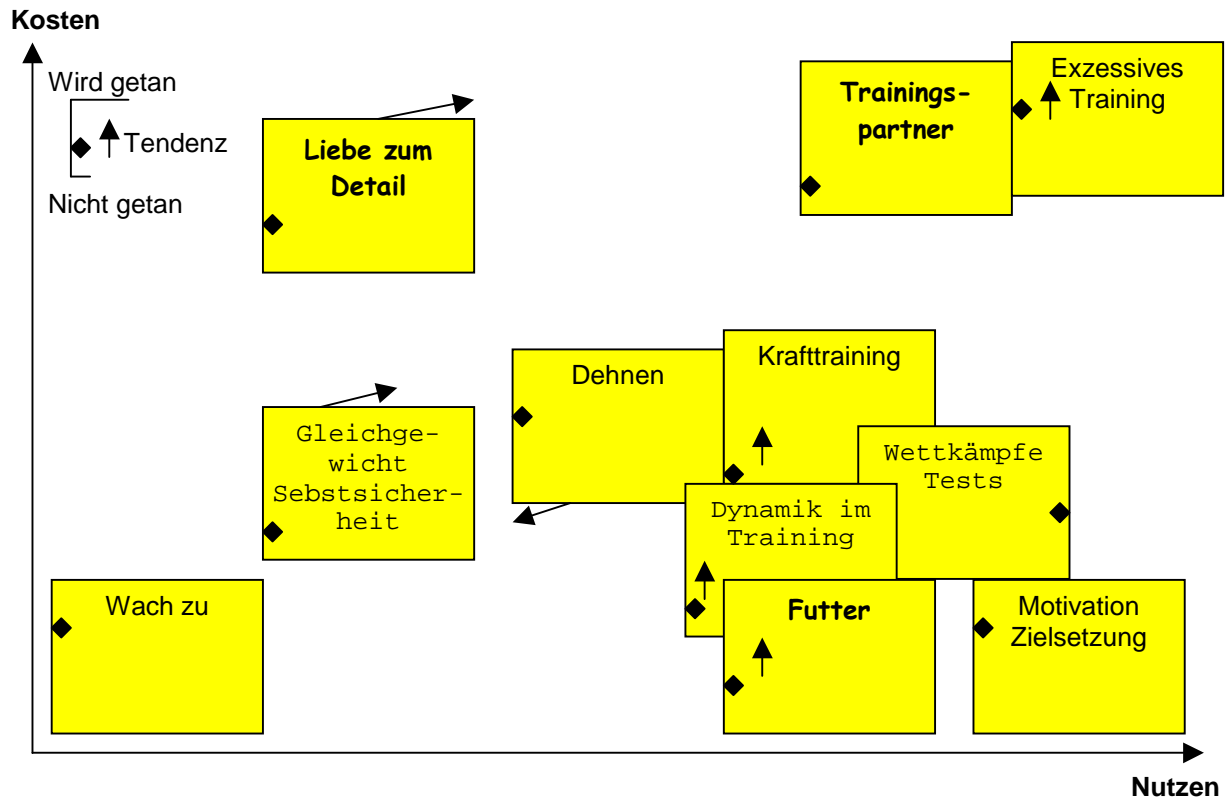 Kosten
Wird getan
Tendenz
Nicht getan
Liebe zum
Detail
Trainings-
partner
Exzessives
Training
Gleichge-
wicht
Sebstsicher-
heit
Dehnen
Krafttraining
Wettkämpfe
Tests
Dynamik im
Training
Wach zu
Futter
Motivation
Zielsetzung
Nutzen